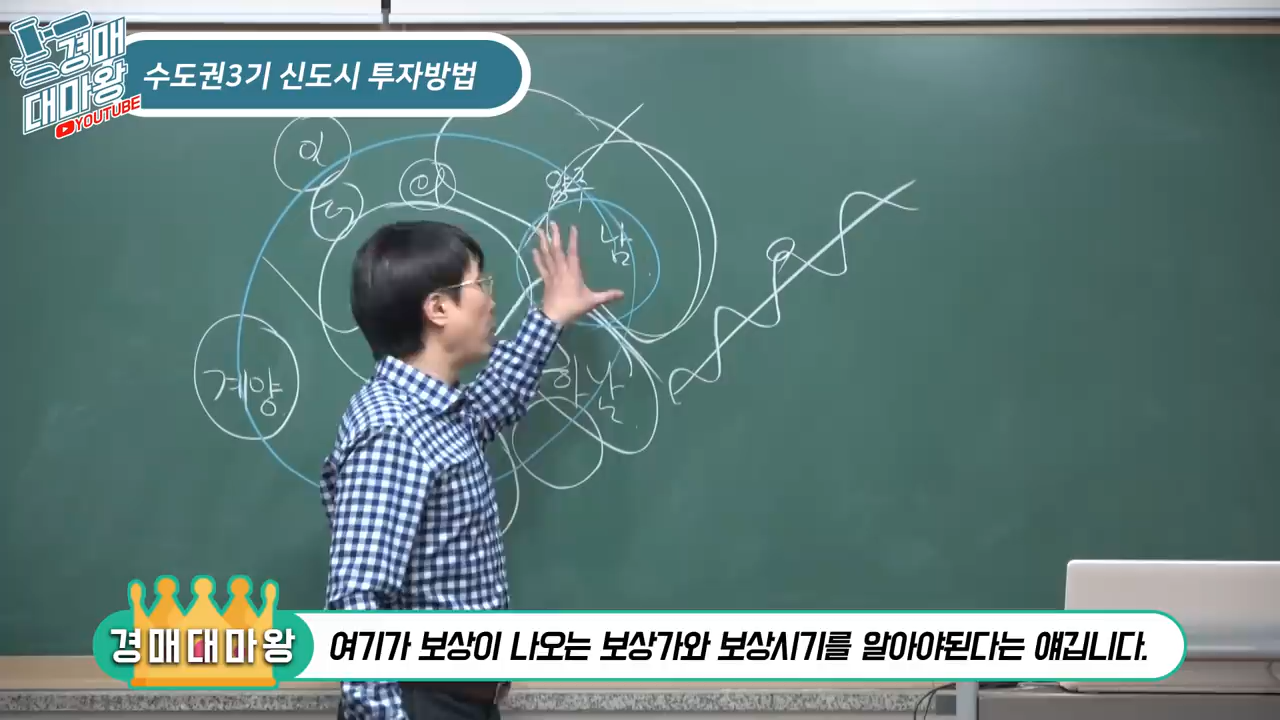 경매
대마왕
YOUTUBE
수도권3기 신도시 투자방법
양주
남
계양
하남
경매대마왕
여기가 보상이 나오는 보상가와 보상시기를 알아야된다는 얘깁니다.